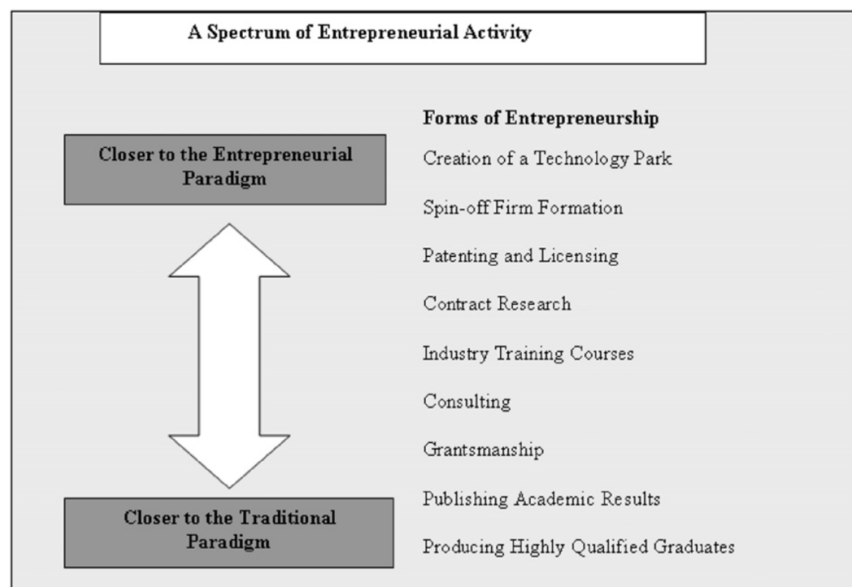 A Spectrum of Entrepreneurial Activity
Closer to the Entrepreneurial
Paradigm
Forms of Entrepreneurship
Creation of a Technology Park
Spin-off Firm Formation
Patenting and Licensing
Contract Research
Industry Training Courses
Consulting
Grantsmanship
Publishing Academic Results
Producing Highly Qualified Graduates
Closer to the Traditional
Paradigm